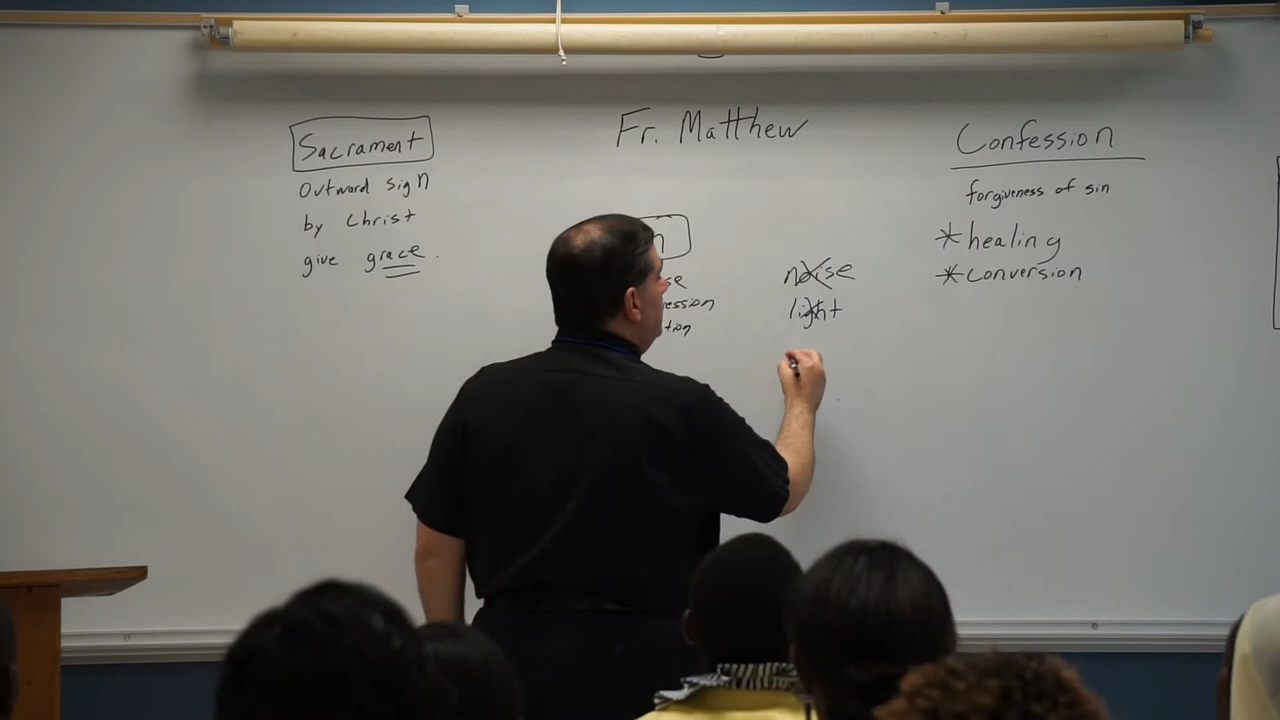 Fr. Matthew
Sacrament
Outward sign
by Christ
give grace.
noise
light
Confession
forgiveness of sin
*healing
*conversion